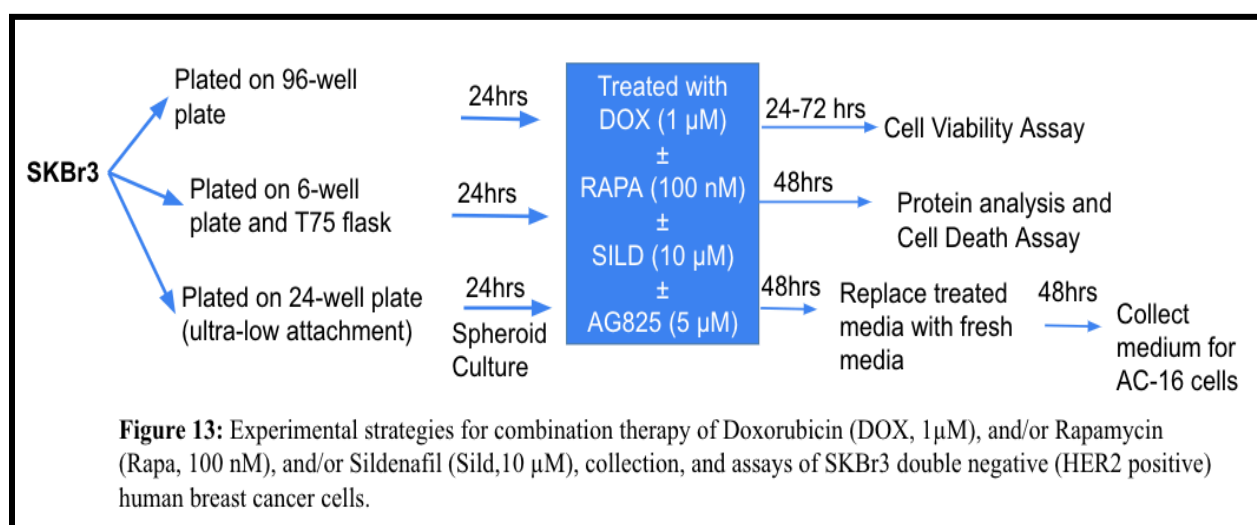 Plated on 96-well
plate
24hrs
SKBr3
Plated on 6-well
plate and T75 flask
24hrs
Plated on 24-well plate
(ultra-low attachment)
24hrs
Spheroid
Culture
Treated with
DOX (1 µM)
±
RAPA (100 nM)
±
SILD (10 µM)
±
AG825 (5 µM)
24-72 hrs
Cell Viability Assay
48hrs
Protein analysis and
Cell Death Assay
48hrs
Replace treated
media with fresh
media
48hrs
Collect
medium for
AC-16 cells
Figure 13: Experimental strategies for combination therapy of Doxorubicin (DOX, 1µM), and/or Rapamycin
(Rapa, 100 nM), and/or Sildenafil (Sild,10 µM), collection, and assays of SKBr3 double negative (HER2 positive)
human breast cancer cells.